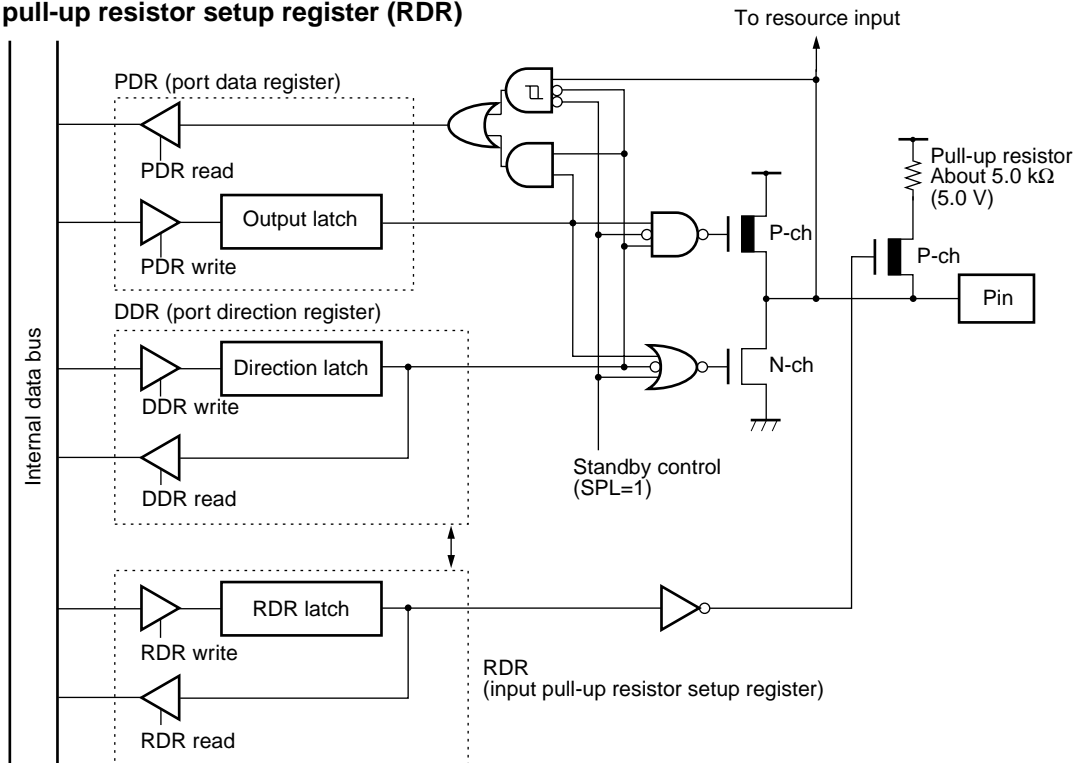 pull-up resistor setup register (RDR)
To resource input
PDR (port data register)
PDR read
Output latch
PDR write
Pull-up resistor
About 5.0 kΩ
(5.0 V)
P-ch
P-ch
Pin
DDR (port direction register)
Direction latch
DDR write
N-ch
DDR read
Standby control
(SPL=1)
Internal data bus
RDR latch
RDR write
RDR
(input pull-up resistor setup register)
RDR read